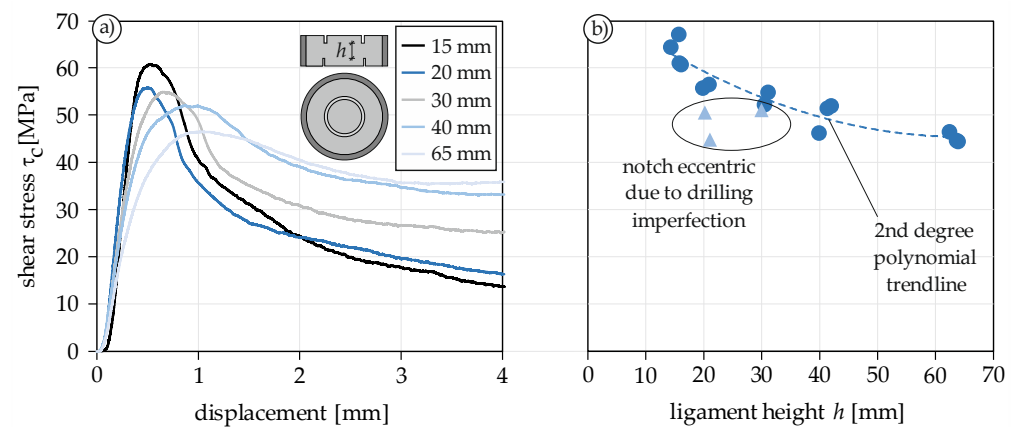 a)
70
60
50
40
30
20
10
0
shear stress τc [MPa]
0
1
2
3
4
displacement [mm]
h
15 mm
20 mm
30 mm
40 mm
65 mm
b)
notch eccentric
due to drilling
imperfection
2nd degree
polynomial
trendline
0
10
20
30
40
50
60
70
ligament height h [mm]